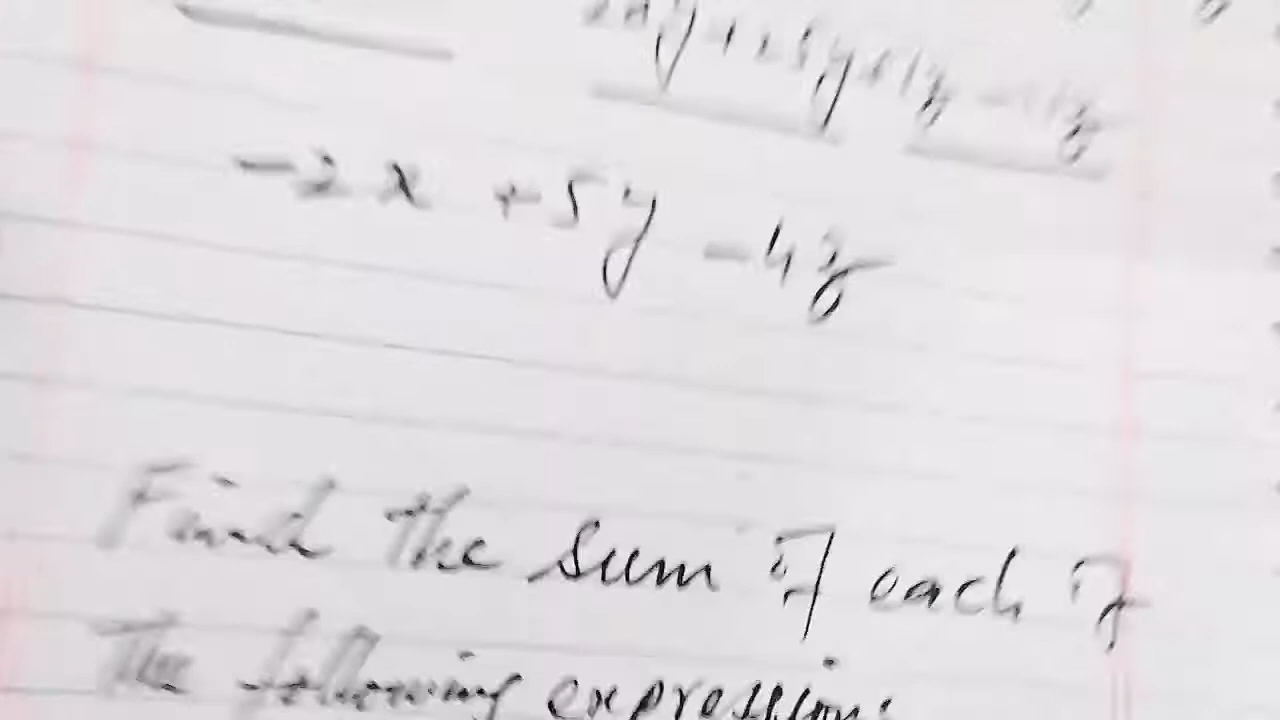 -2x +5y -4z
Find the sum of each of
the following expressions